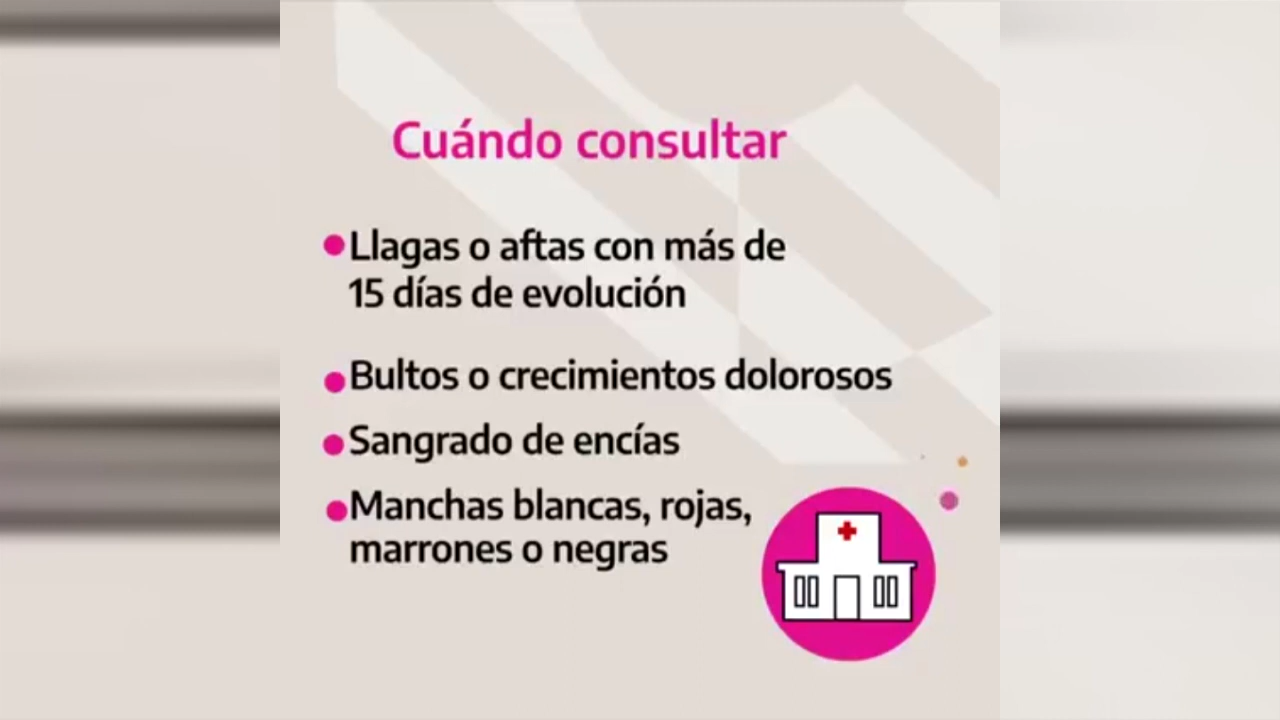 Cuándo consultar
Llagas o aftas con más de
15 días de evolución
Bultos o crecimientos dolorosos
Sangrado de encías
Manchas blancas, rojas,
marrones o negras